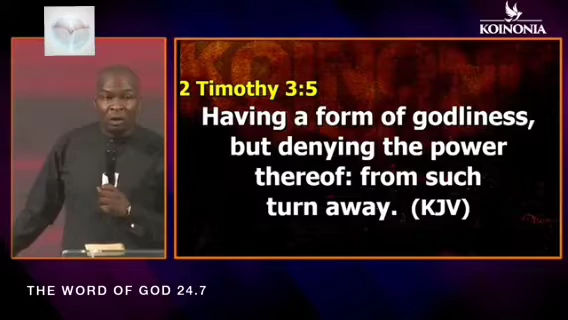 KOINONIA
2 Timothy 3:5
Having a form of godliness,
but denying the power
thereof: from such
turn away. (KJV)
THE WORD OF GOD 24.7